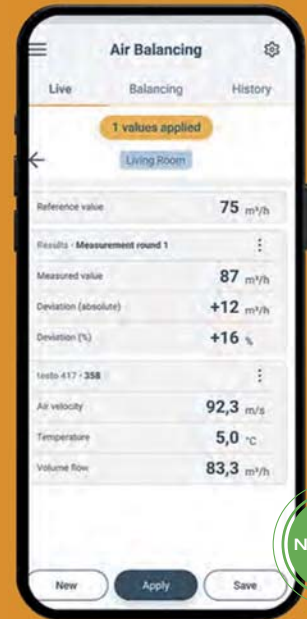 Air Balancing
Live Balancing History
1 values applied
Living Room
Reference value 75 m³/h
Results - Measurement round 1
Measured value 87 m³/h
Deviation (absolute) +12 m³/h
Deviation (%) +16 %
testo 417 - 358
Air velocity 92,3 m/s
Temperature 5,0 °C
Volume flow 83,3 m³/h
New Apply Save